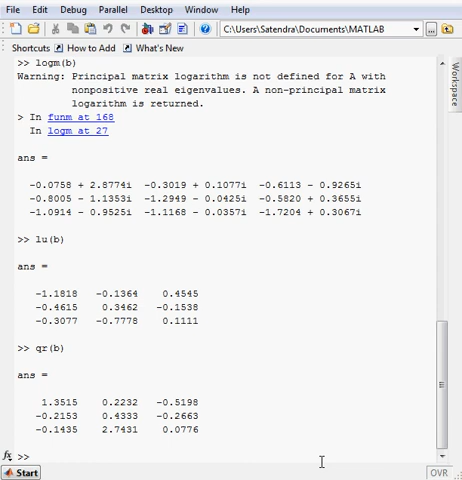 File Edit Debug Parallel Desktop Window Help
C:\Users\Satendra\Documents\MATLAB
Shortcuts How to Add What's New
>> logm(b)
Warning: Principal matrix logarithm is not defined for A with
nonpositive real eigenvalues. A non-principal matrix
logarithm is returned.
> In funm at 168
In logm at 27
ans =
-0.0758 + 2.8774i -0.3019 + 0.1077i -0.6113 - 0.9265i
-0.8005 - 1.1353i -1.2949 - 0.0425i -0.5820 + 0.3655i
-1.0914 - 0.9525i -1.1168 - 0.0357i -1.7204 + 0.3067i
>> lu(b)
ans =
-1.1818 -0.1364 0.4545
-0.4615 0.3462 -0.1538
-0.3077 -0.7778 0.1111
>> qr(b)
ans =
1.3515 0.2232 -0.5198
-0.2153 0.4333 -0.2663
-0.1435 2.7431 0.0776
fx >>
Start OVR
Workspace